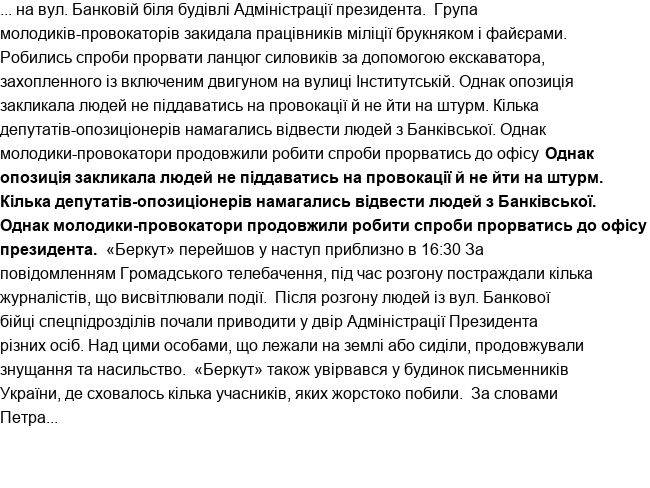 ... на вул. Банковій біля будівлі Адміністрації президента.  Група
молодиків-провокаторів закидала працівників міліції брукняком і файєрами.
Робились спроби прорвати ланцюг силовиків за допомогою екскаватора,
захопленного із включеним двигуном на вулиці Інститутській. Однак опозиція
закликала людей не піддаватись на провокації й не йти на штурм. Кілька
депутатів-опозиціонерів намагались відвести людей з Банківської. Однак
молодики-провокатори продовжили робити спроби прорватись до офісу Однак
опозиція закликала людей не піддаватись на провокації й не йти на штурм.
Кілька депутатів-опозиціонерів намагались відвести людей з Банківської.
Однак молодики-провокатори продовжили робити спроби прорватись до офісу
президента.  «Беркут» перейшов у наступ приблизно в 16:30 За
повідомленням Громадського телебачення, під час розгону постраждали кілька
журналістів, що висвітлювали події.  Після розгону людей із вул. Банкової
бійці спецпідрозділів почали приводити у двір Адміністрації Президента
різних осіб. Над цими особами, що лежали на землі або сиділи, продовжували
знущання та насильство.  «Беркут» також увірвався у будинок письменників
України, де сховалось кілька учасників, яких жорстоко побили.  За словами
Петра...